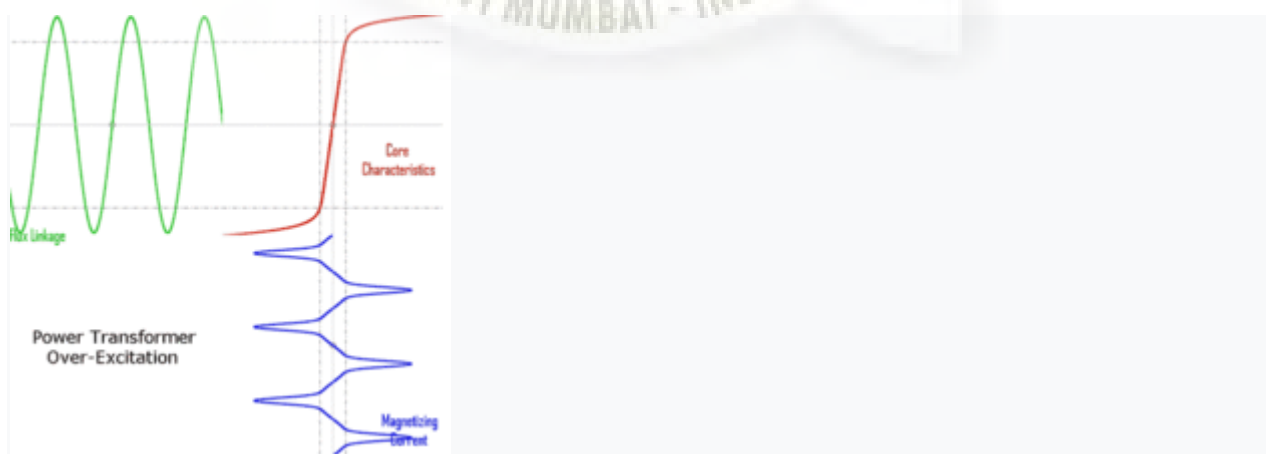 MUMBAI -
Core
Characteristics
Flux Linkage
Power Transformer
Over-Excitation
Magnetizing
Current